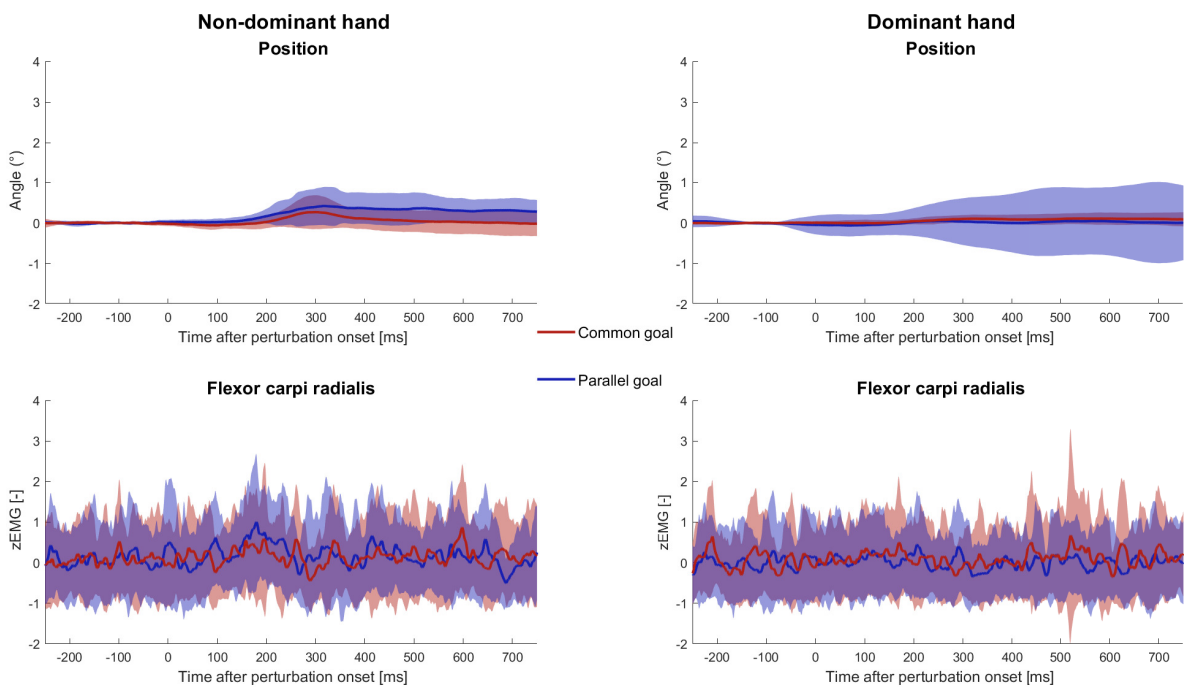 Non-dominant hand
Position
4
3
2
1
0
-1
-2
Angle (°)
-200 -100 0 100 200 300 400 500 600 700
Time after perturbation onset [ms]
Dominant hand
Position
4
3
2
1
0
-1
-2
Angle (°)
-200 -100 0 100 200 300 400 500 600 700
Time after perturbation onset [ms]
Common goal
Parallel goal
Flexor carpi radialis
4
3
2
1
0
-1
-2
zEMG [-]
-200 -100 0 100 200 300 400 500 600 700
Time after perturbation onset [ms]
Flexor carpi radialis
4
3
2
1
0
-1
-2
zEMG [-]
-200 -100 0 100 200 300 400 500 600 700
Time after perturbation onset [ms]